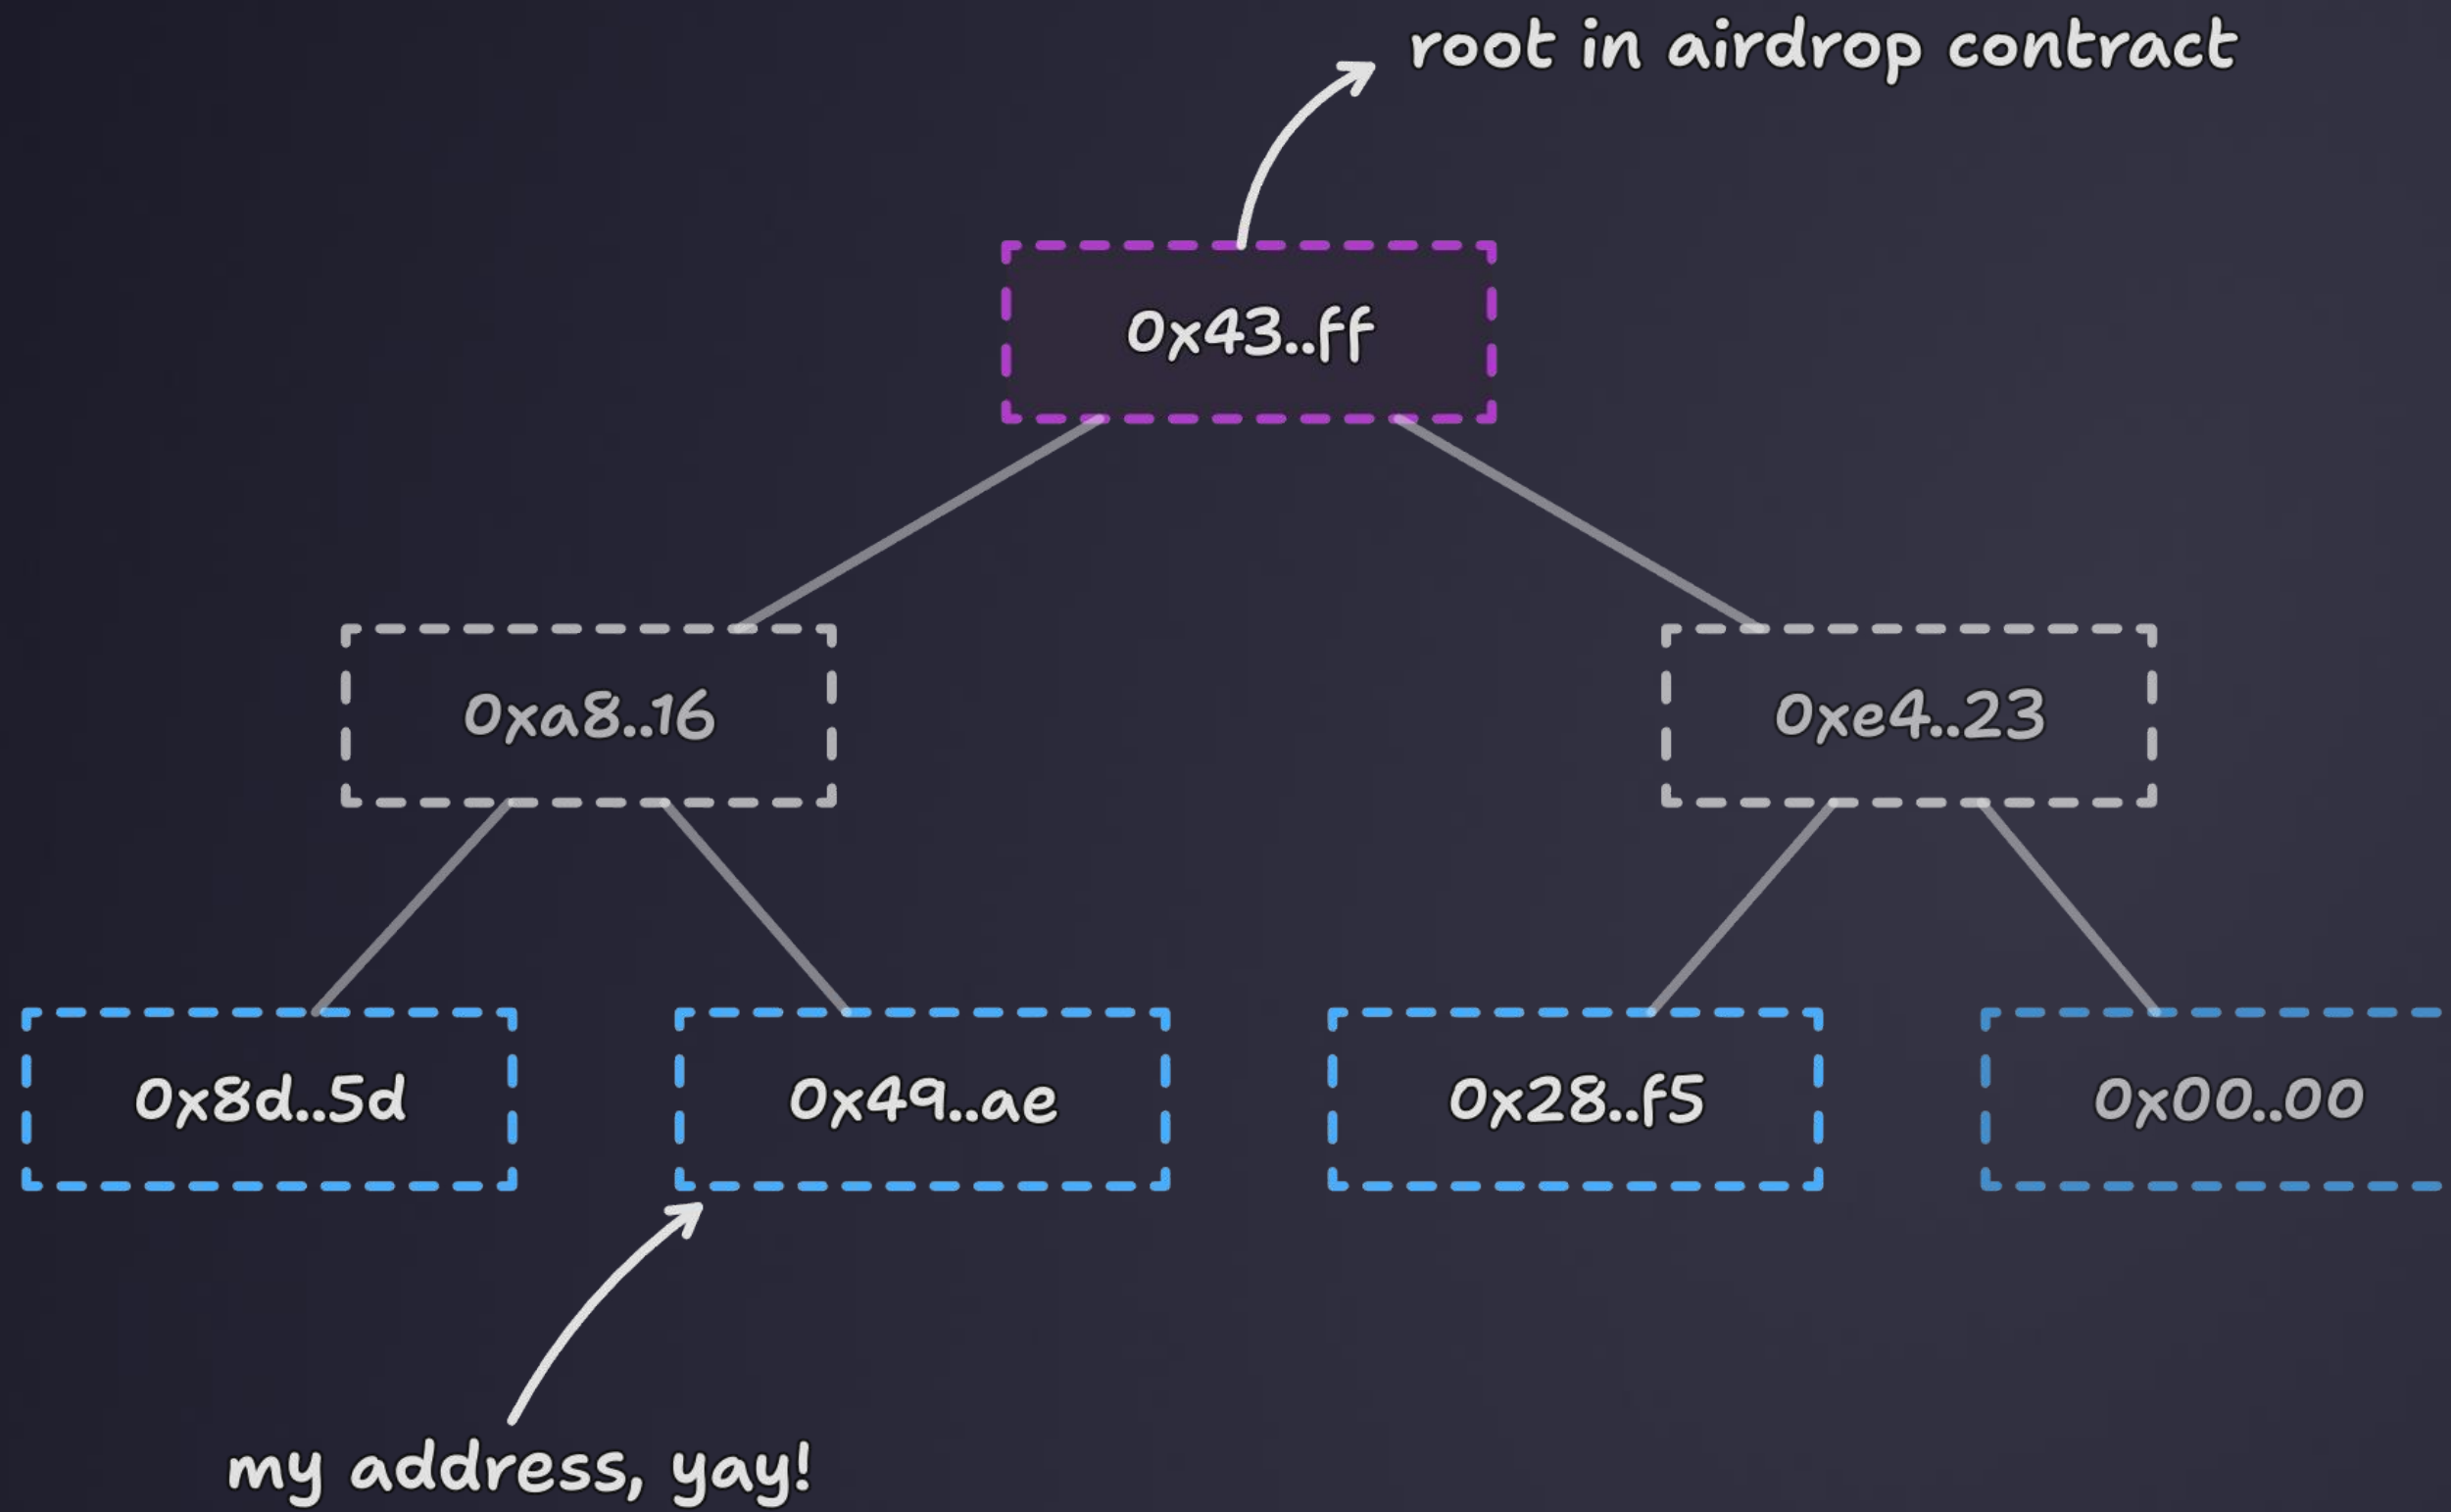 root in airdrop contract
0x43..ff
0xa8..16
0xe4..23
0x8d..5d
0x49..ae
0x28..f5
0x00..00
my address, yay!